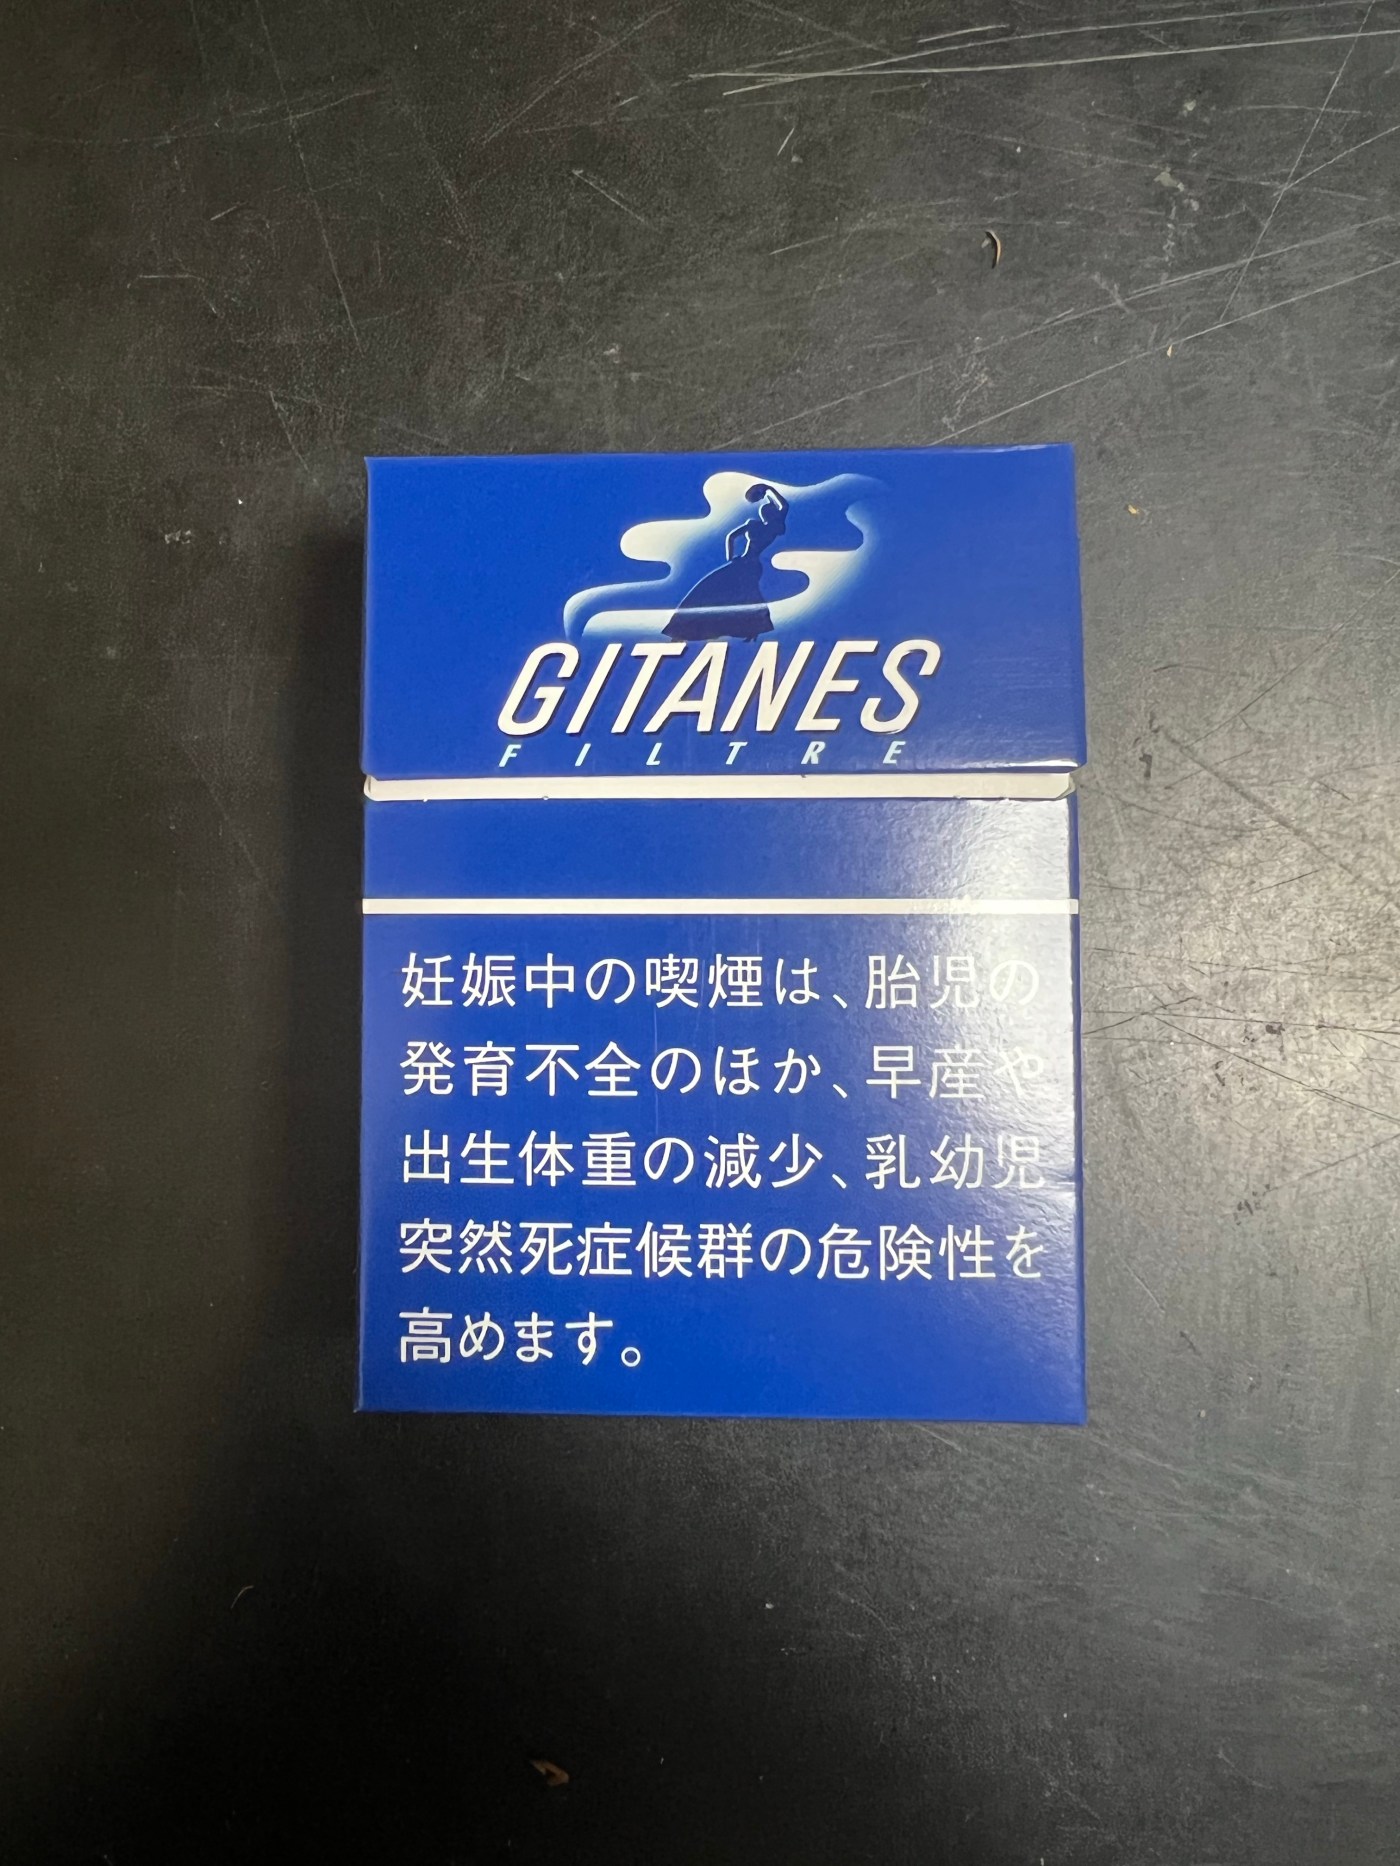 GITANES
FILTRE
妊娠中の喫煙は、胎児の
発育不全のほか、早産や
出生体重の減少、乳幼児
突然死症候群の危険性を
高めます。